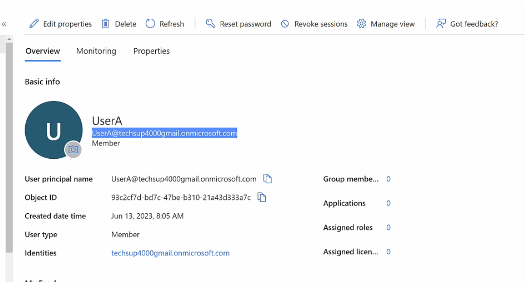 Edit properties Delete Refresh Reset password Revoke sessions Manage view Got feedback?
Overview Monitoring Properties
Basic info
U
UserA
UserA@techsup4000gmail.onmicrosoft.com
Member
User principal name UserA@techsup4000gmail.onmicrosoft.com Group membe... 0
Object ID 93c2cf7d-bd7c-47be-b310-21a43d333a7c Applications 0
Created date time Jun 13, 2023, 8:05 AM Assigned roles 0
User type Member Assigned licen... 0
Identities techsup4000gmail.onmicrosoft.com